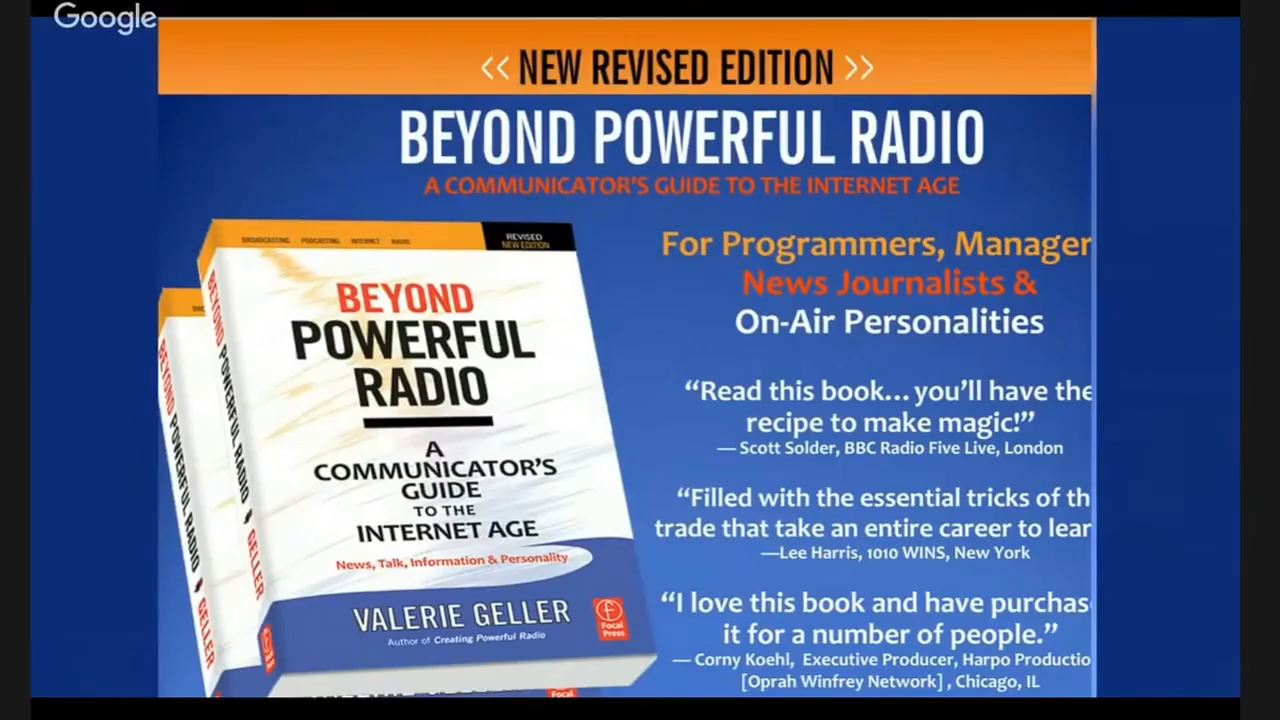 Google
<< NEW REVISED EDITION >>
BEYOND POWERFUL RADIO
A COMMUNICATOR'S GUIDE TO THE INTERNET AGE
BROADCASTING PODCASTING INTERNET RADIO
REVISED
NEW EDITION
BEYOND
POWERFUL
RADIO
A
COMMUNICATOR'S
GUIDE
TO THE
INTERNET AGE
News, Talk, Information & Personality
VALERIE GELLER
Author of Creating Powerful Radio
Focal
Press
BEYOND POWERFUL RADIO GELLER
BEYOND POWERFUL RADIO GELLER
Focal
For Programmers, Manager
News Journalists &
On-Air Personalities
“Read this book...you’ll have the
recipe to make magic!”
— Scott Solder, BBC Radio Five Live, London
“Filled with the essential tricks of th
trade that take an entire career to lear
—Lee Harris, 1010 WINS, New York
“I love this book and have purchas
it for a number of people.”
— Corny Koehl, Executive Producer, Harpo Productio
[Oprah Winfrey Network] , Chicago, IL